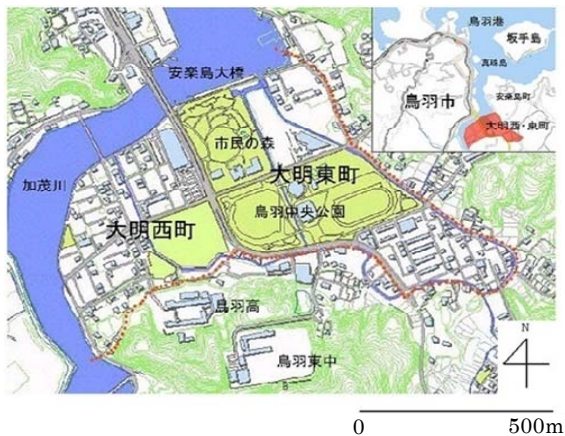 鳥羽港
坂手島
真珠島
安楽島町
鳥羽市
大明西・東町
安楽島大橋
市民の森
大明東町
加茂川
鳥羽中央公園
大明西町
鳥羽高
鳥羽東中
N
0 500m